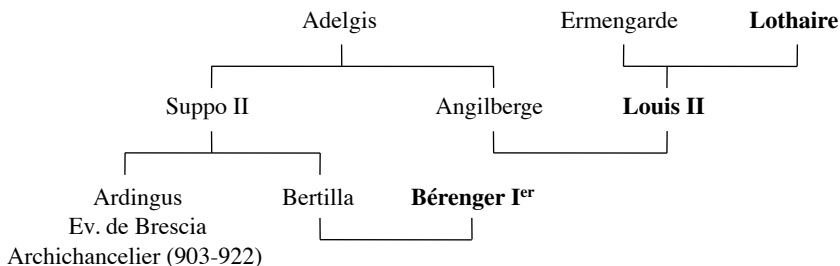 Adelgis Ermengarde Lothaire
Suppo II Angilberge Louis II
Ardingus Bertilla Bérenger Iᵉʳ
Ev. de Brescia
Archichancelier (903-922)